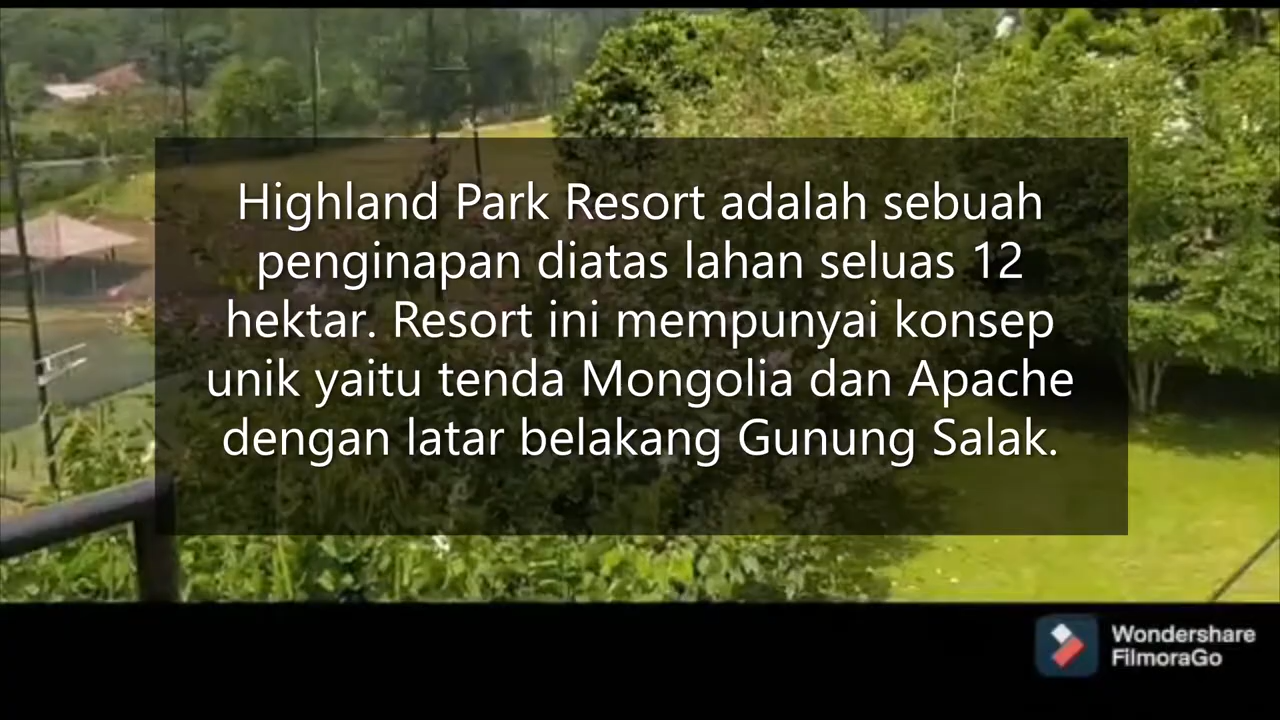 Highland Park Resort adalah sebuah
penginapan diatas lahan seluas 12
hektar. Resort ini mempunyai konsep
unik yaitu tenda Mongolia dan Apache
dengan latar belakang Gunung Salak.
Wondershare
FilmoraGo